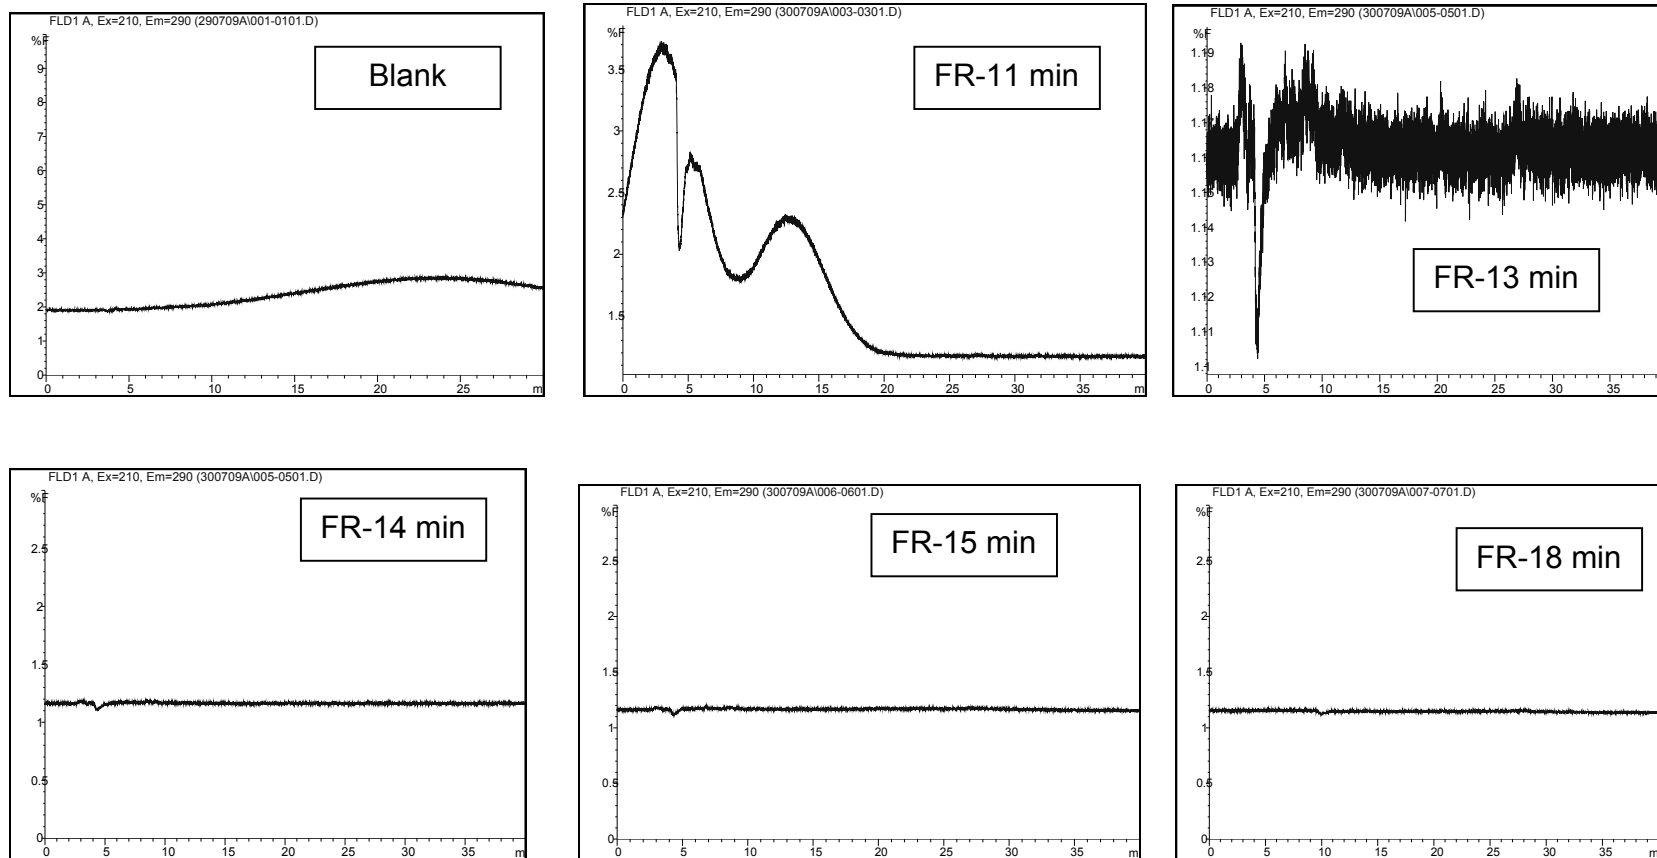 FLD1 A, Ex=210, Em=290 (290709A\001-0101.D)
%F
Blank
9
8
7
6
5
4
3
2
1
0
0 5 10 15 20 25 m
FLD1 A, Ex=210, Em=290 (300709A\003-0301.D)
%F
FR-11 min
3.5
3
2.5
2
1.5
0 5 10 15 20 25 30 35 m
FLD1 A, Ex=210, Em=290 (300709A\005-0501.D)
%F
1.19
1.18
1.15
1.14
1.13
FR-13 min
1.12
1.11
1.1
0 5 10 15 20 25 30 35
FLD1 A, Ex=210, Em=290 (300709A\005-0501.D)
%F
FR-14 min
2.5
2
1.5
1
0.5
0
0 5 10 15 20 25 30 35 m
FLD1 A, Ex=210, Em=290 (300709A\006-0601.D)
%F
FR-15 min
2.5
2
1.5
1
0.5
0
0 5 10 15 20 25 30 35 m
FLD1 A, Ex=210, Em=290 (300709A\007-0701.D)
%F
FR-18 min
2.5
2
1.5
1
0.5
0
0 5 10 15 20 25 30 35 m